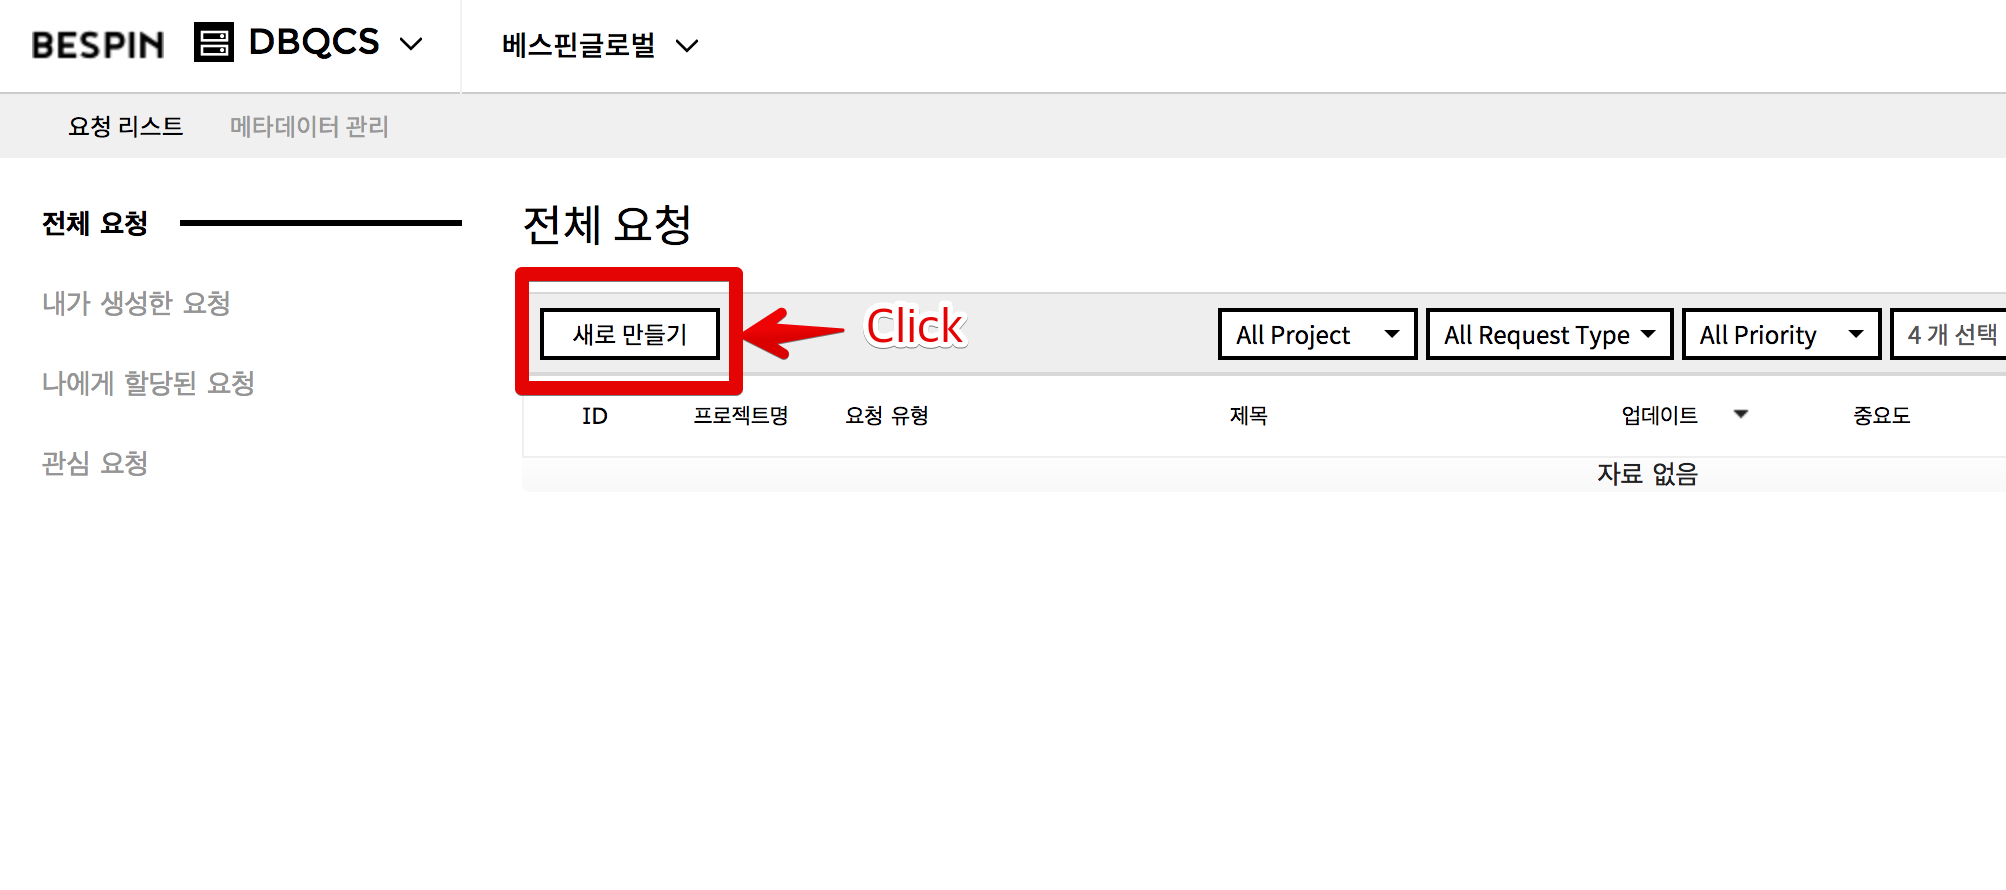 BESPIN DBQCS 베스핀글로벌
요청 리스트 메타데이터 관리
전체 요청
내가 생성한 요청
나에게 할당된 요청
관심 요청
전체 요청
새로 만들기 Click All Project All Request Type All Priority 4 개 선택
ID 프로젝트명 요청 유형 제목 업데이트 중요도
자료 없음